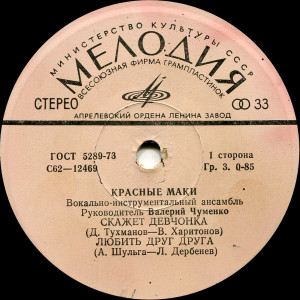 МИНИСТЕРСТВО КУЛЬТУРЫ СССР
МЕЛОДИЯ
ВСЕСОЮЗНАЯ ФИРМА ГРАМПЛАСТИНОК
СТЕРЕО
33
АПРЕЛЕВСКИЙ ОРДЕНА ЛЕНИНА ЗАВОД
ГОСТ 5289-73
I сторона
С62—12469
Гр. 3. 0-85
КРАСНЫЕ МАКИ
Вокально-инструментальный ансамбль
Руководитель Валерий Чуменко
СКАЖЕТ ДЕВЧОНКА
(Д. Тухманов—В. Харитонов)
ЛЮБИТЬ ДРУГ ДРУГА
(А. Шульга—Л. Дербенев)